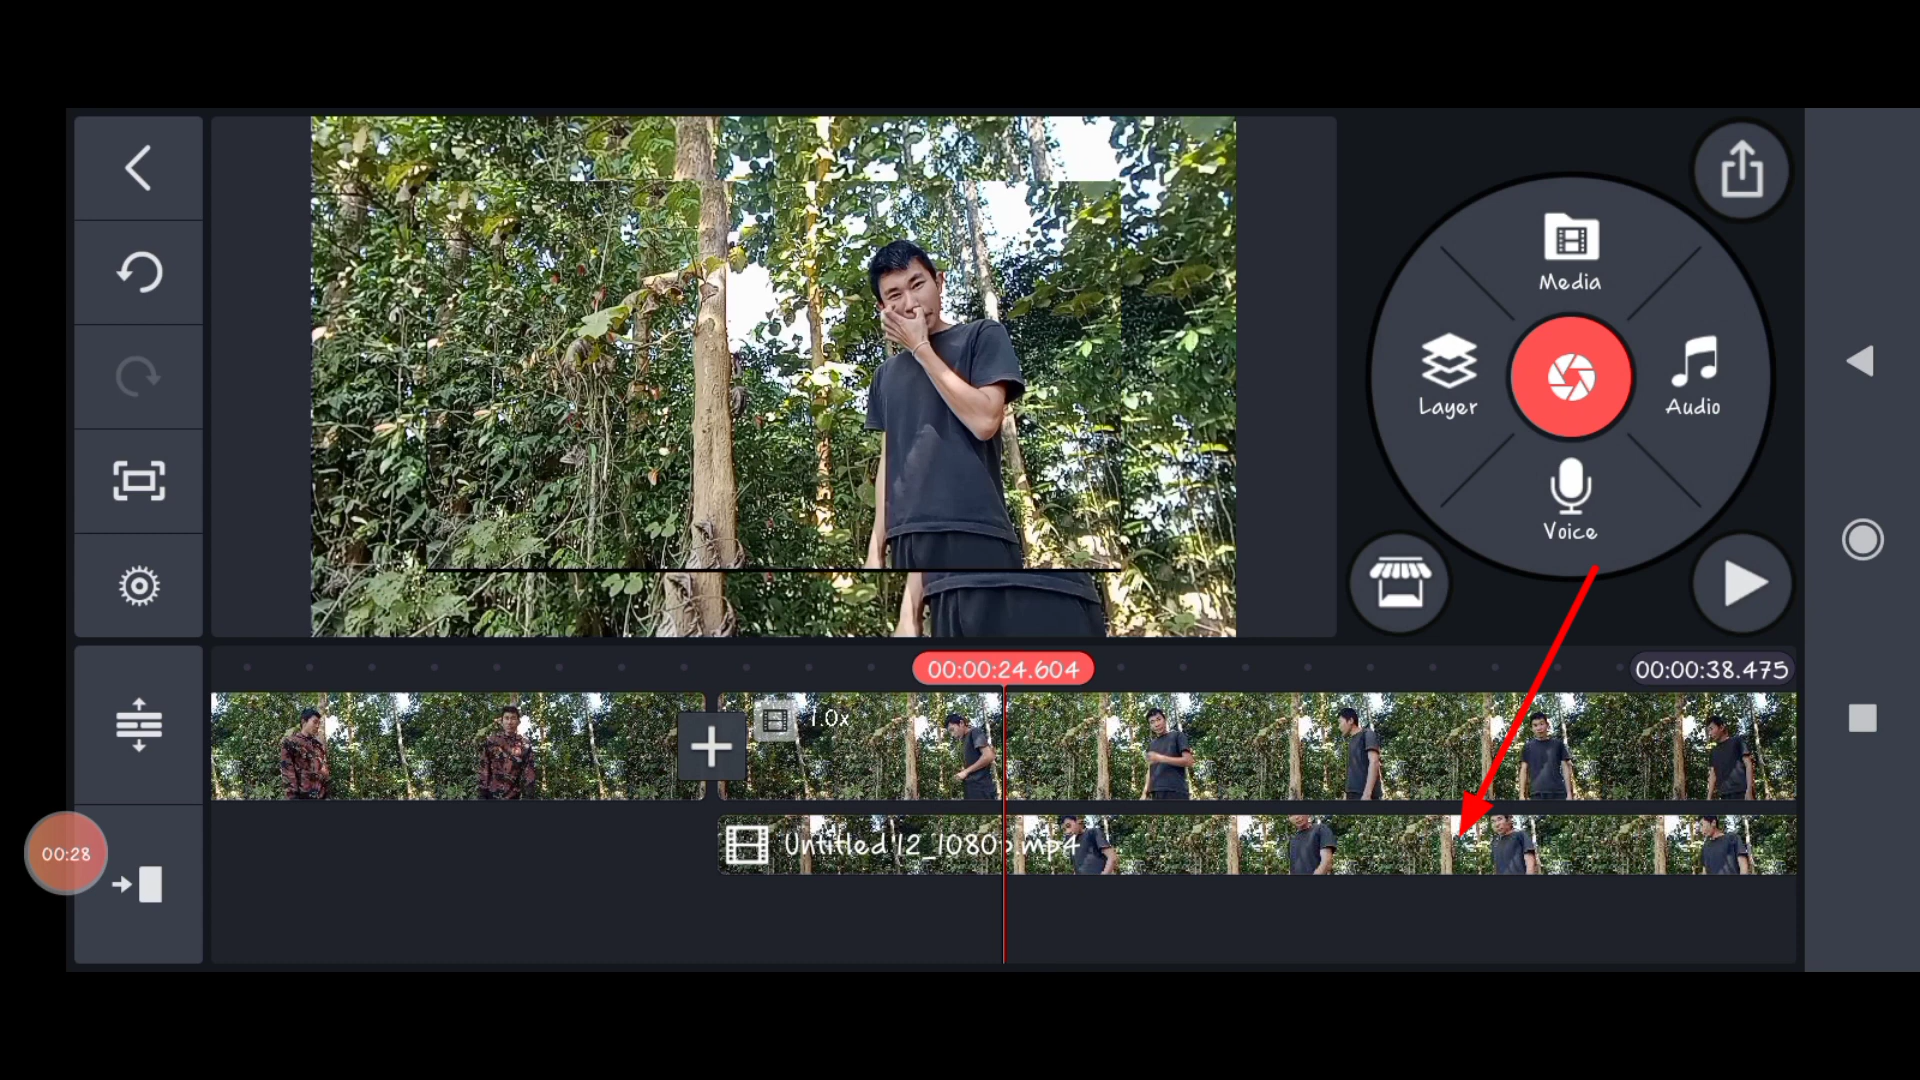 Media
Layer
Audio
Voice
00:00:24.604
00:00:38.475
1.0x
Untitled 12_1080p.mp4
00:28